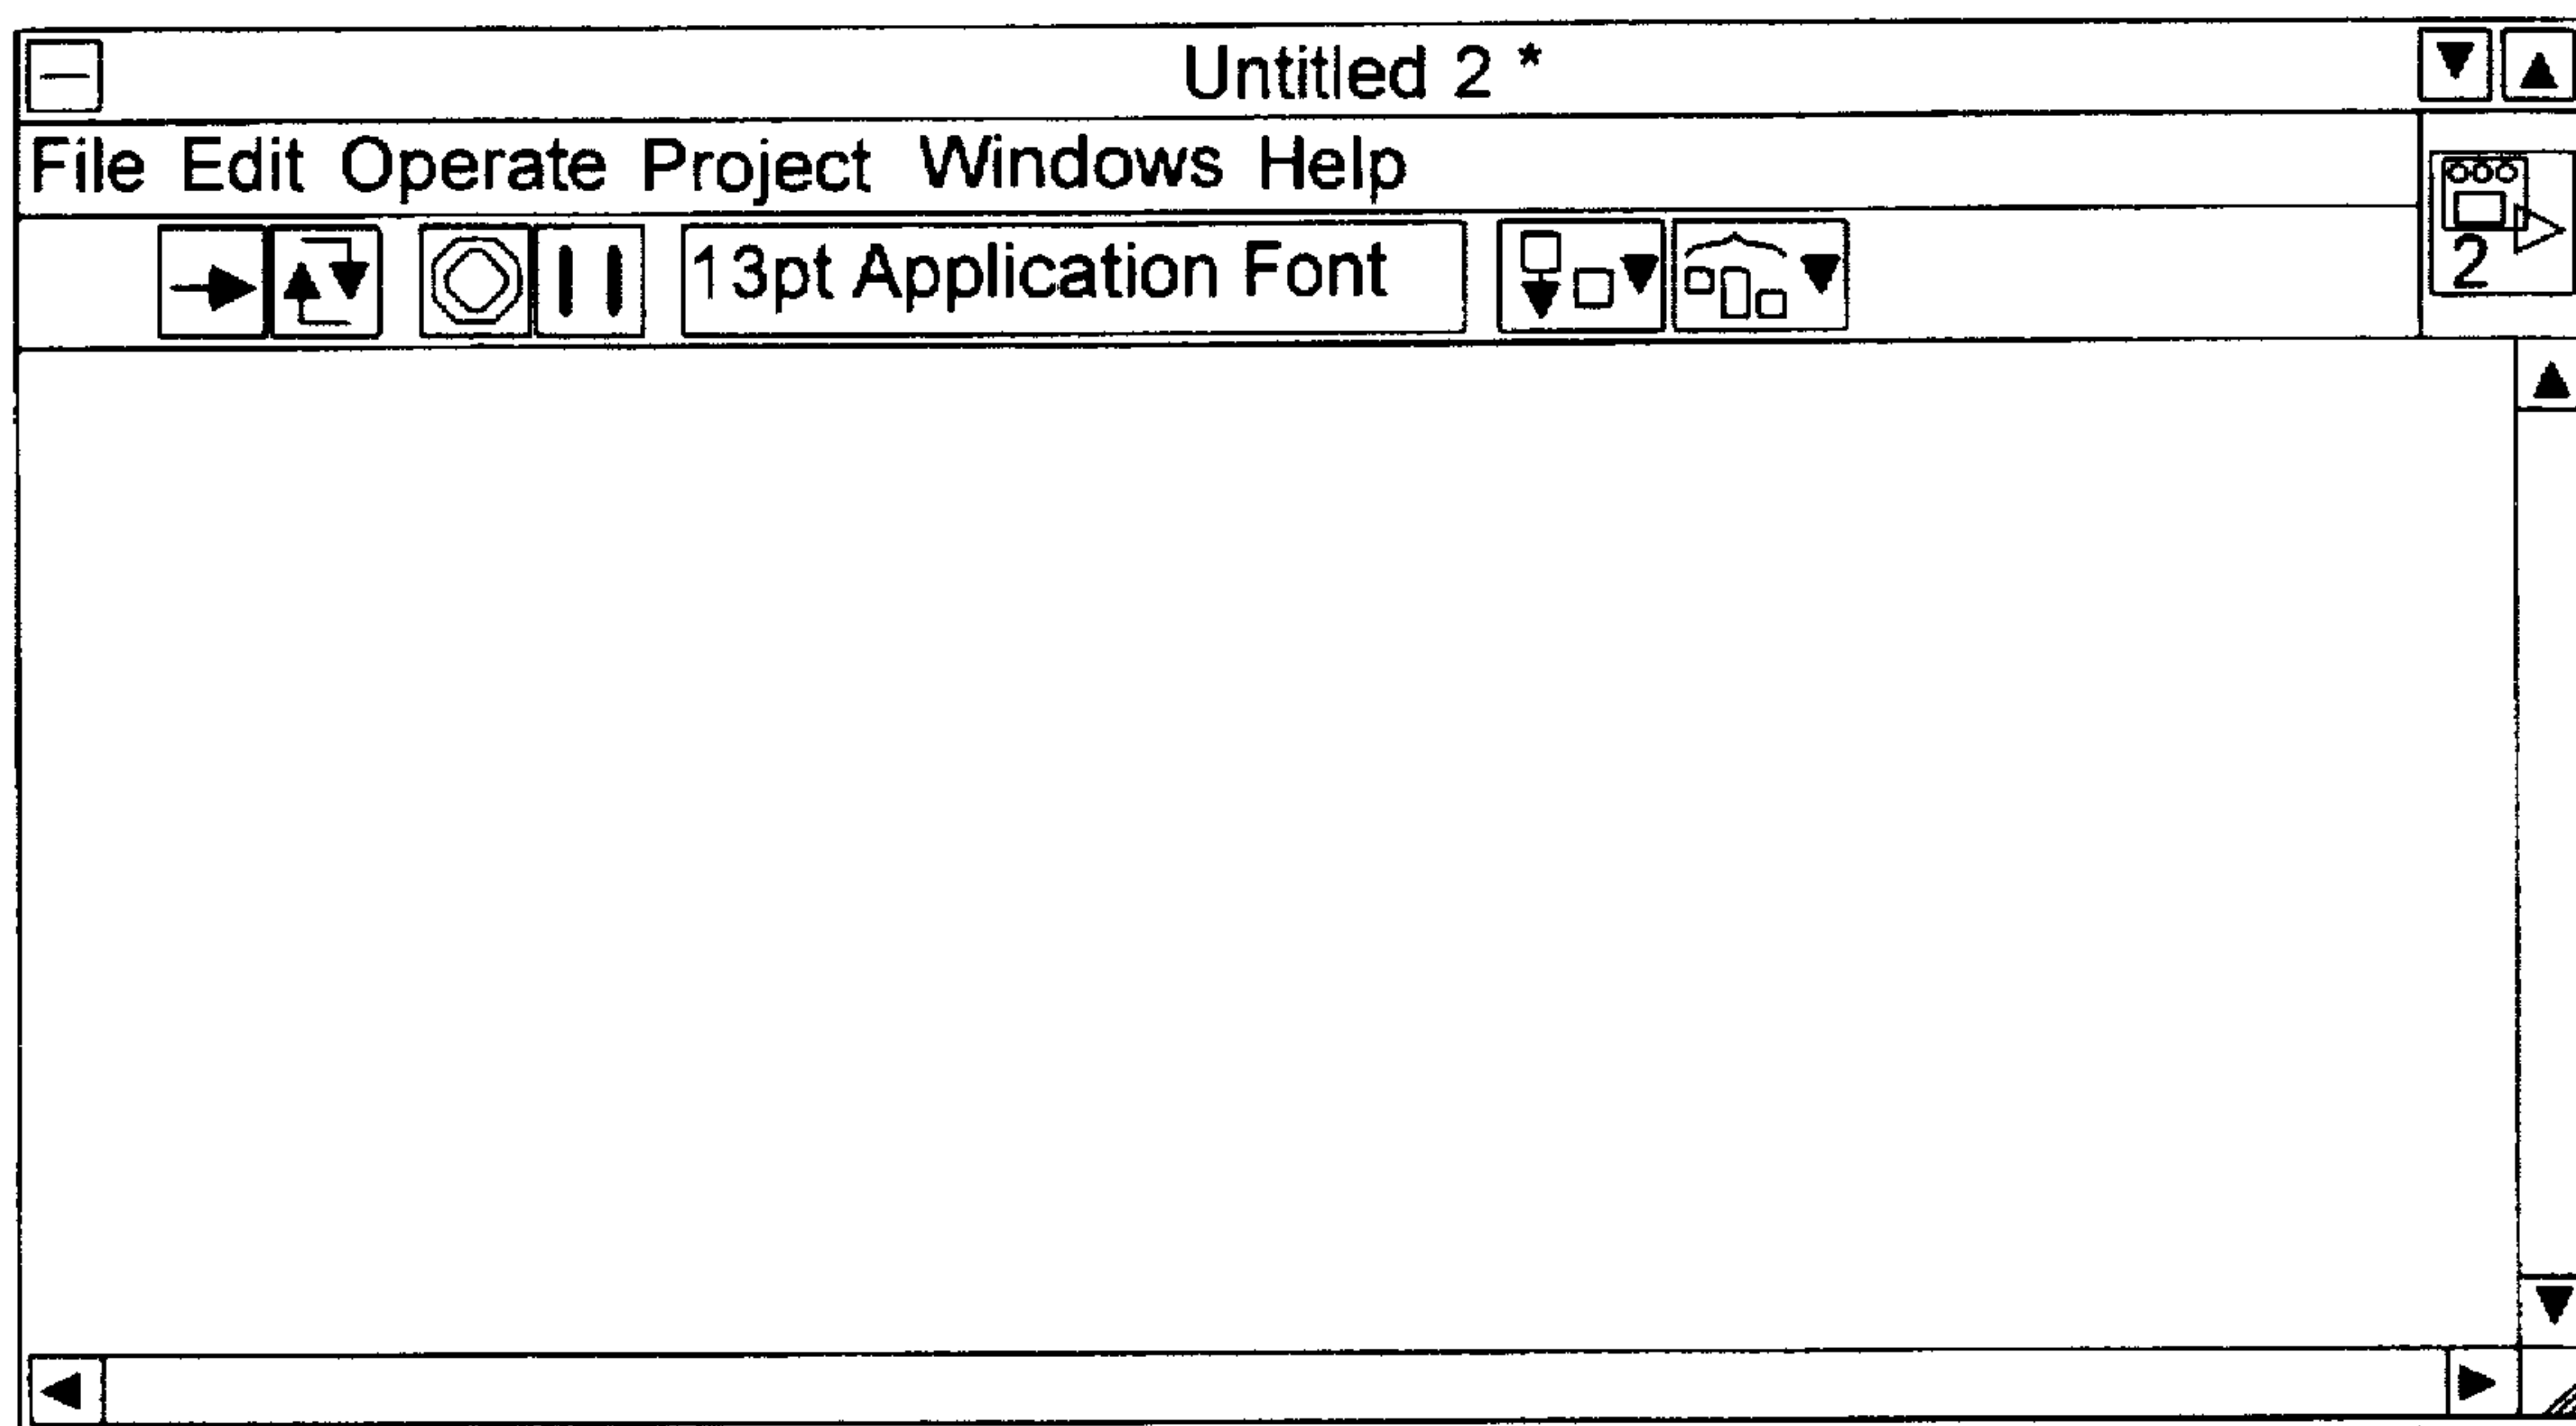 Untitled 2 *
File Edit Operate Project Windows Help
13pt Application Font
2